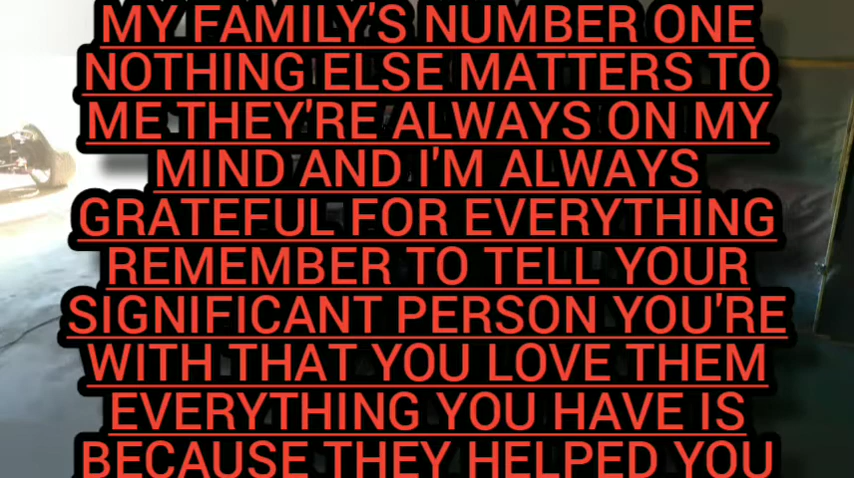 MY FAMILY'S NUMBER ONE
NOTHING ELSE MATTERS TO
ME THEY'RE ALWAYS ON MY
MIND AND I'M ALWAYS
GRATEFUL FOR EVERYTHING
REMEMBER TO TELL YOUR
SIGNIFICANT PERSON YOU'RE
WITH THAT YOU LOVE THEM
EVERYTHING YOU HAVE IS
BECAUSE THEY HELPED YOU